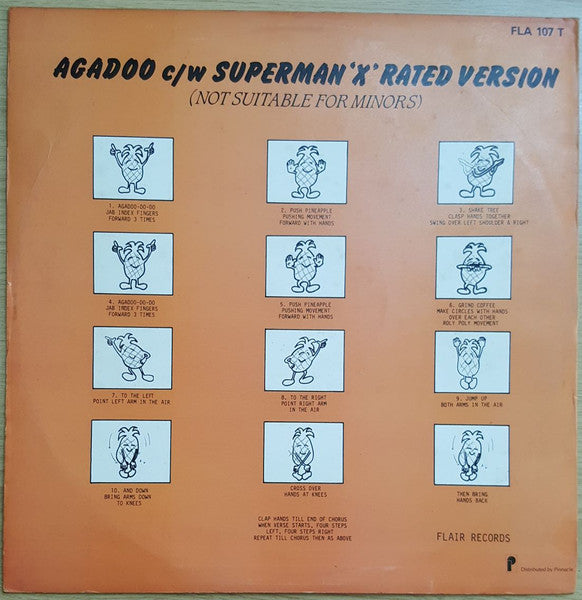 FLA 107 T
AGADOO c/w SUPERMAN 'X' RATED VERSION
(NOT SUITABLE FOR MINORS)
1. AGADOO-DO-DO
JAB INDEX FINGERS
FORWARD 3 TIMES
2. PUSH PINEAPPLE
PUSHING MOVEMENT
FORWARD WITH HANDS
3. SHAKE TREE
CLASP HANDS TOGETHER
SWING OVER LEFT SHOULDER & RIGHT
4. AGADOO-DO-DO
JAB INDEX FINGERS
FORWARD 3 TIMES
5. PUSH PINEAPPLE
PUSHING MOVEMENT
FORWARD WITH HANDS
6. GRIND COFFEE
MAKE CIRCLES WITH HANDS
OVER EACH OTHER
ROLY POLY MOVEMENT
7. TO THE LEFT
POINT LEFT ARM IN THE AIR
8. TO THE RIGHT
POINT RIGHT ARM
IN THE AIR
9. JUMP UP
BOTH ARMS IN THE AIR
10. AND DOWN
BRING ARMS DOWN
TO KNEES
CROSS OVER
HANDS AT KNEES
THEN BRING
HANDS BACK
CLAP HANDS TILL END OF CHORUS
WHEN VERSE STARTS, FOUR STEPS
LEFT, FOUR STEPS RIGHT
REPEAT TILL CHORUS THEN AS ABOVE
FLAIR RECORDS
Distributed by Pinnacle